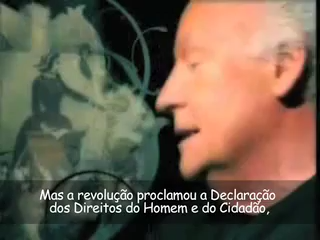 Mas a revolução proclamou a Declaração
dos Direitos do Homem e do Cidadão,